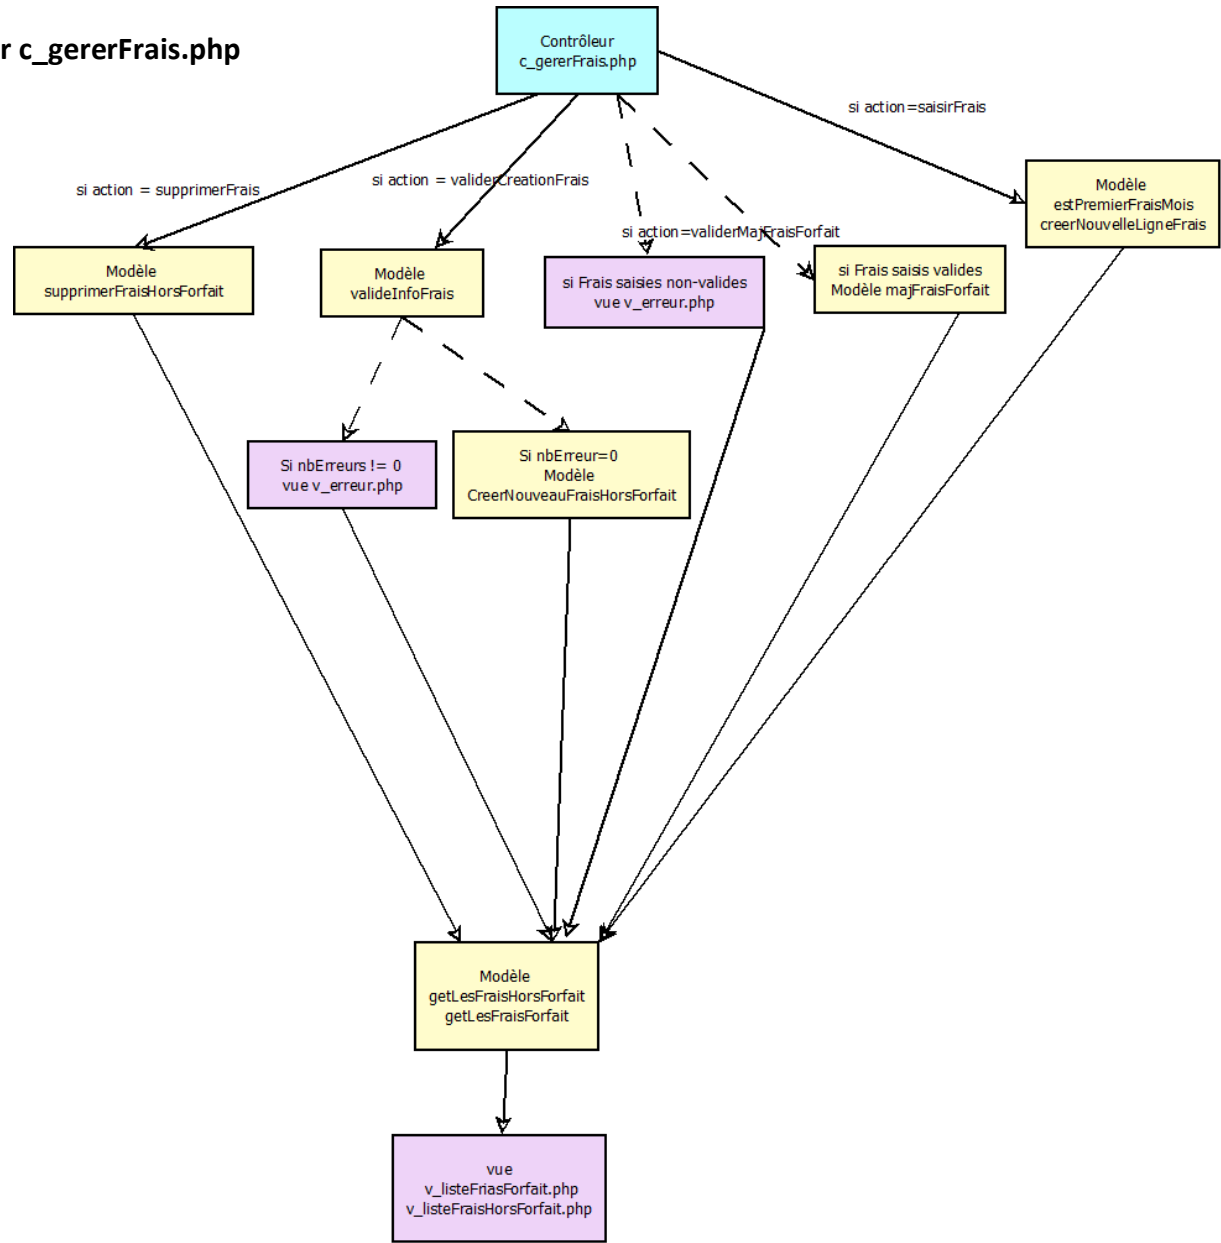 r c_gererFrais.php
Contrôleur
c_gererFrais.php
si action=saisirFrais
si action = supprimerFrais
si action = validerCreationFrais
si action=validerMajFraisForfait
Modèle
estPremierFraisMois
creerNouvelleLigneFrais
Modèle
supprimerFraisHorsForfait
Modèle
valideInfoFrais
si Frais saisies non-valides
vue v_erreur.php
si Frais saisis valides
Modèle majFraisForfait
Si nbErreurs != 0
vue v_erreur.php
Si nbErreur=0
Modèle
CreerNouveauFraisHorsForfait
Modèle
getLesFraisHorsForfait
getLesFraisForfait
vue
v_listeFriasForfait.php
v_listeFraisHorsForfait.php